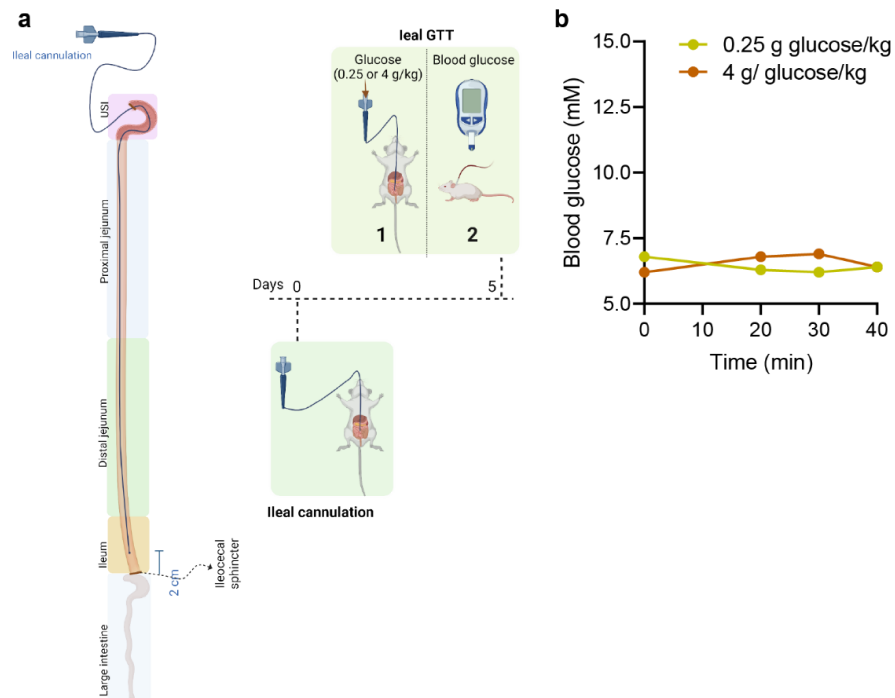 a
Ileal cannulation
USI
Proximal jejunum
Distal jejunum
Ileum
Large intestine
2 cm
Ileocecal
sphincter
Ieal GTT
Glucose
(0.25 or 4 g/kg)
Blood glucose
1
2
Days
0
5
Ileal cannulation
b
0.25 g glucose/kg
4 g/ glucose/kg
Blood glucose (mM)
15.0
12.5
10.0
7.5
5.0
0
10
20
30
40
Time (min)